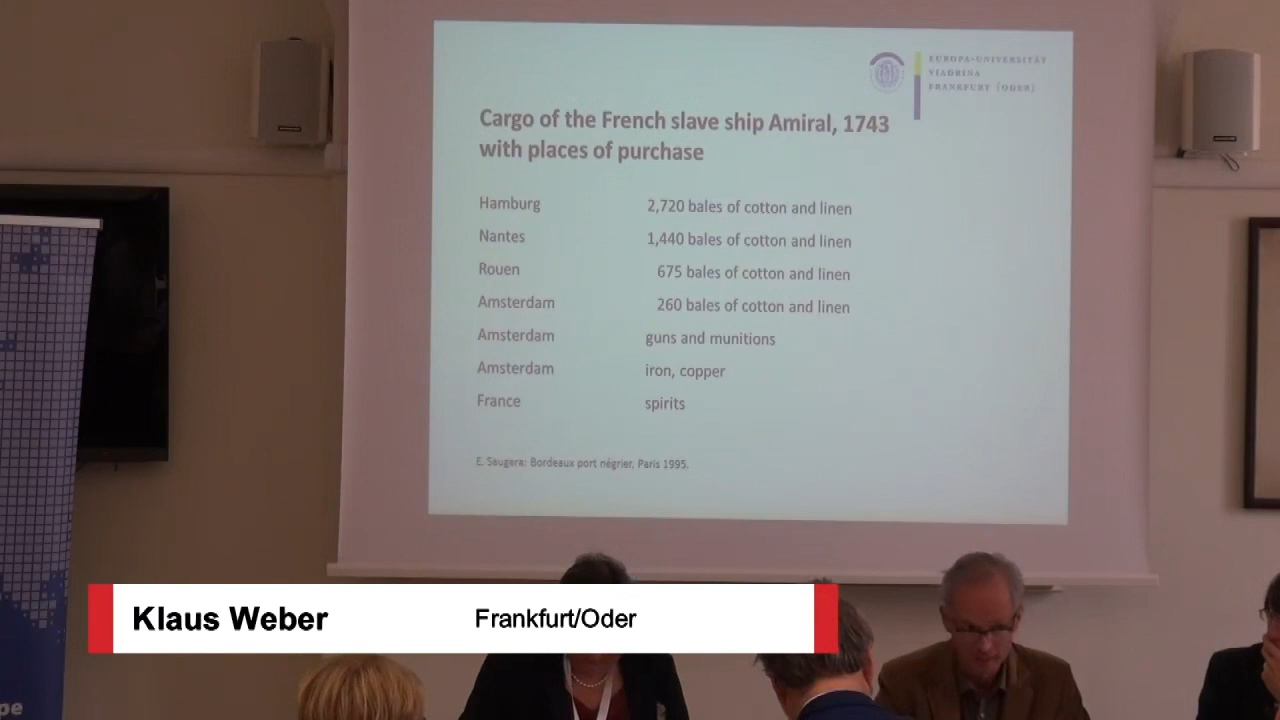 EUROPA-UNIVERSITÄT
VIADRINA
FRANKFURT (ODER)
Cargo of the French slave ship Amiral, 1743
with places of purchase
Hamburg 2,720 bales of cotton and linen
Nantes 1,440 bales of cotton and linen
Rouen 675 bales of cotton and linen
Amsterdam 260 bales of cotton and linen
Amsterdam guns and munitions
Amsterdam iron, copper
France spirits
E. Saugera: Bordeaux port négrier, Paris 1995.
Klaus Weber Frankfurt/Oder
pe